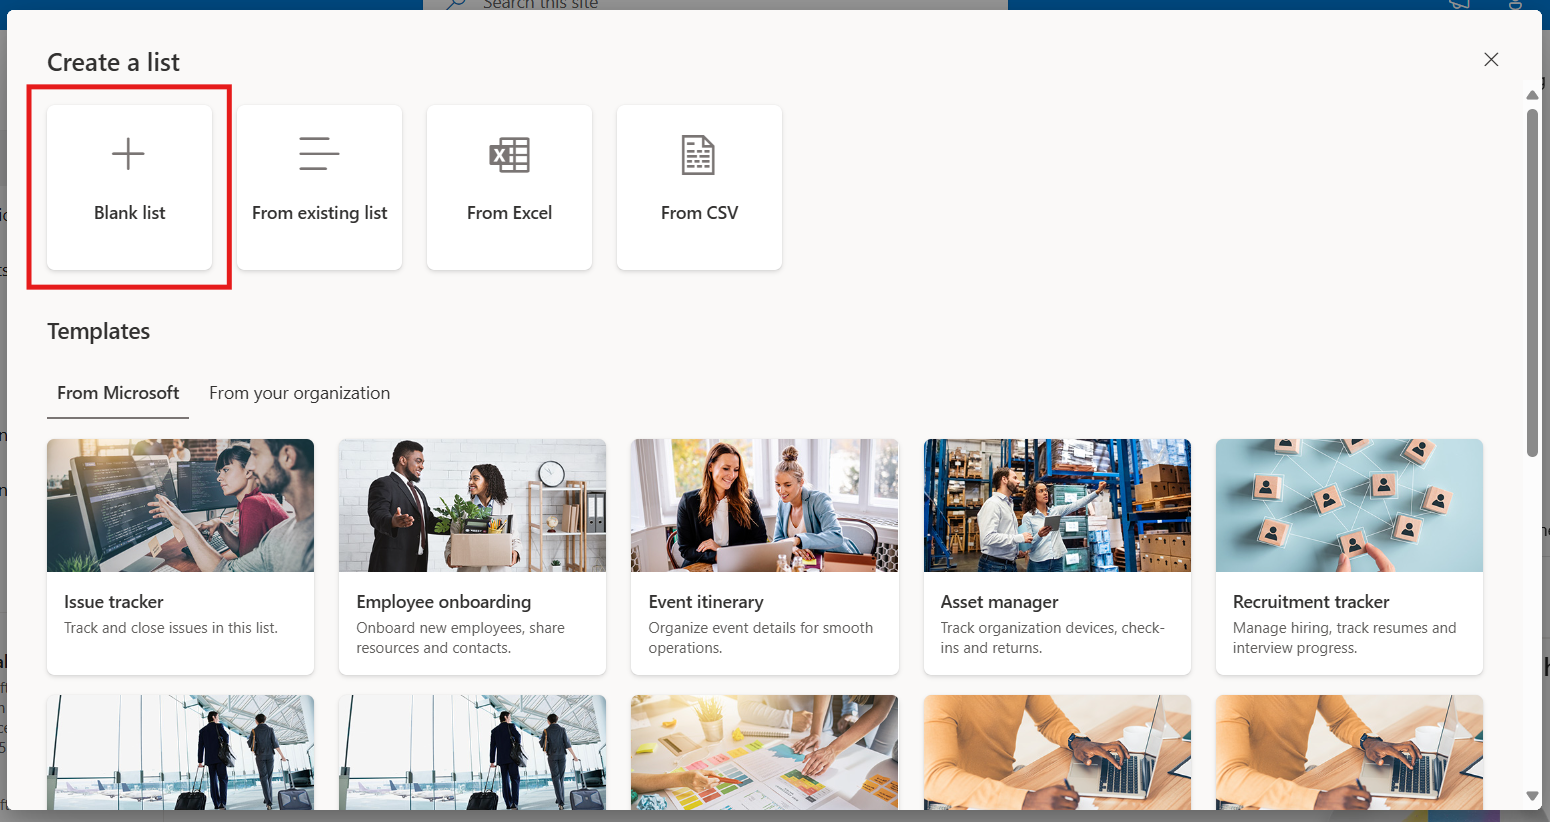 Search this site
Create a list
Blank list
From existing list
From Excel
From CSV
Templates
From Microsoft
From your organization
Issue tracker
Track and close issues in this list.
Employee onboarding
Onboard new employees, share
resources and contacts.
Event itinerary
Organize event details for smooth
operations.
Asset manager
Track organization devices, check-
ins and returns.
Recruitment tracker
Manage hiring, track resumes and
interview progress.